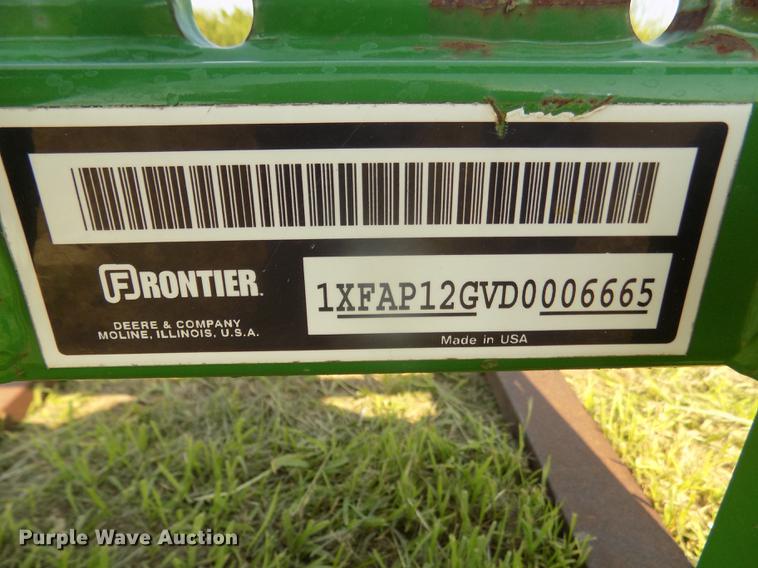 FRONTIER
DEERE & COMPANY
MOLINE, ILLINOIS, U.S.A.
1XFAP12GVD0006665
Made in USA
Purple Wave Auction